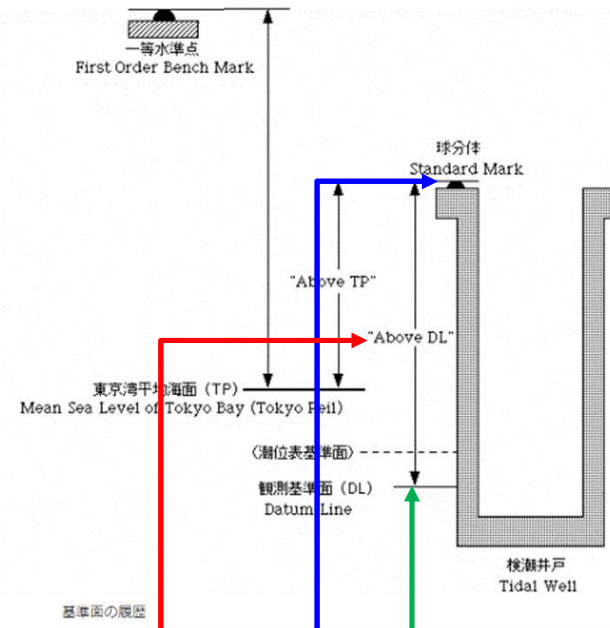 一等水準点
First Order Bench Mark
球分体
Standard Mark
"Above TP"
"Above DL"
東京湾平均海面（TP）
Mean Sea Level of Tokyo Bay (Tokyo Peil)
（潮位表基準面）
観測基準面（DL）
Datum Line
検潮井戸
Tidal Well
基準面の履歴